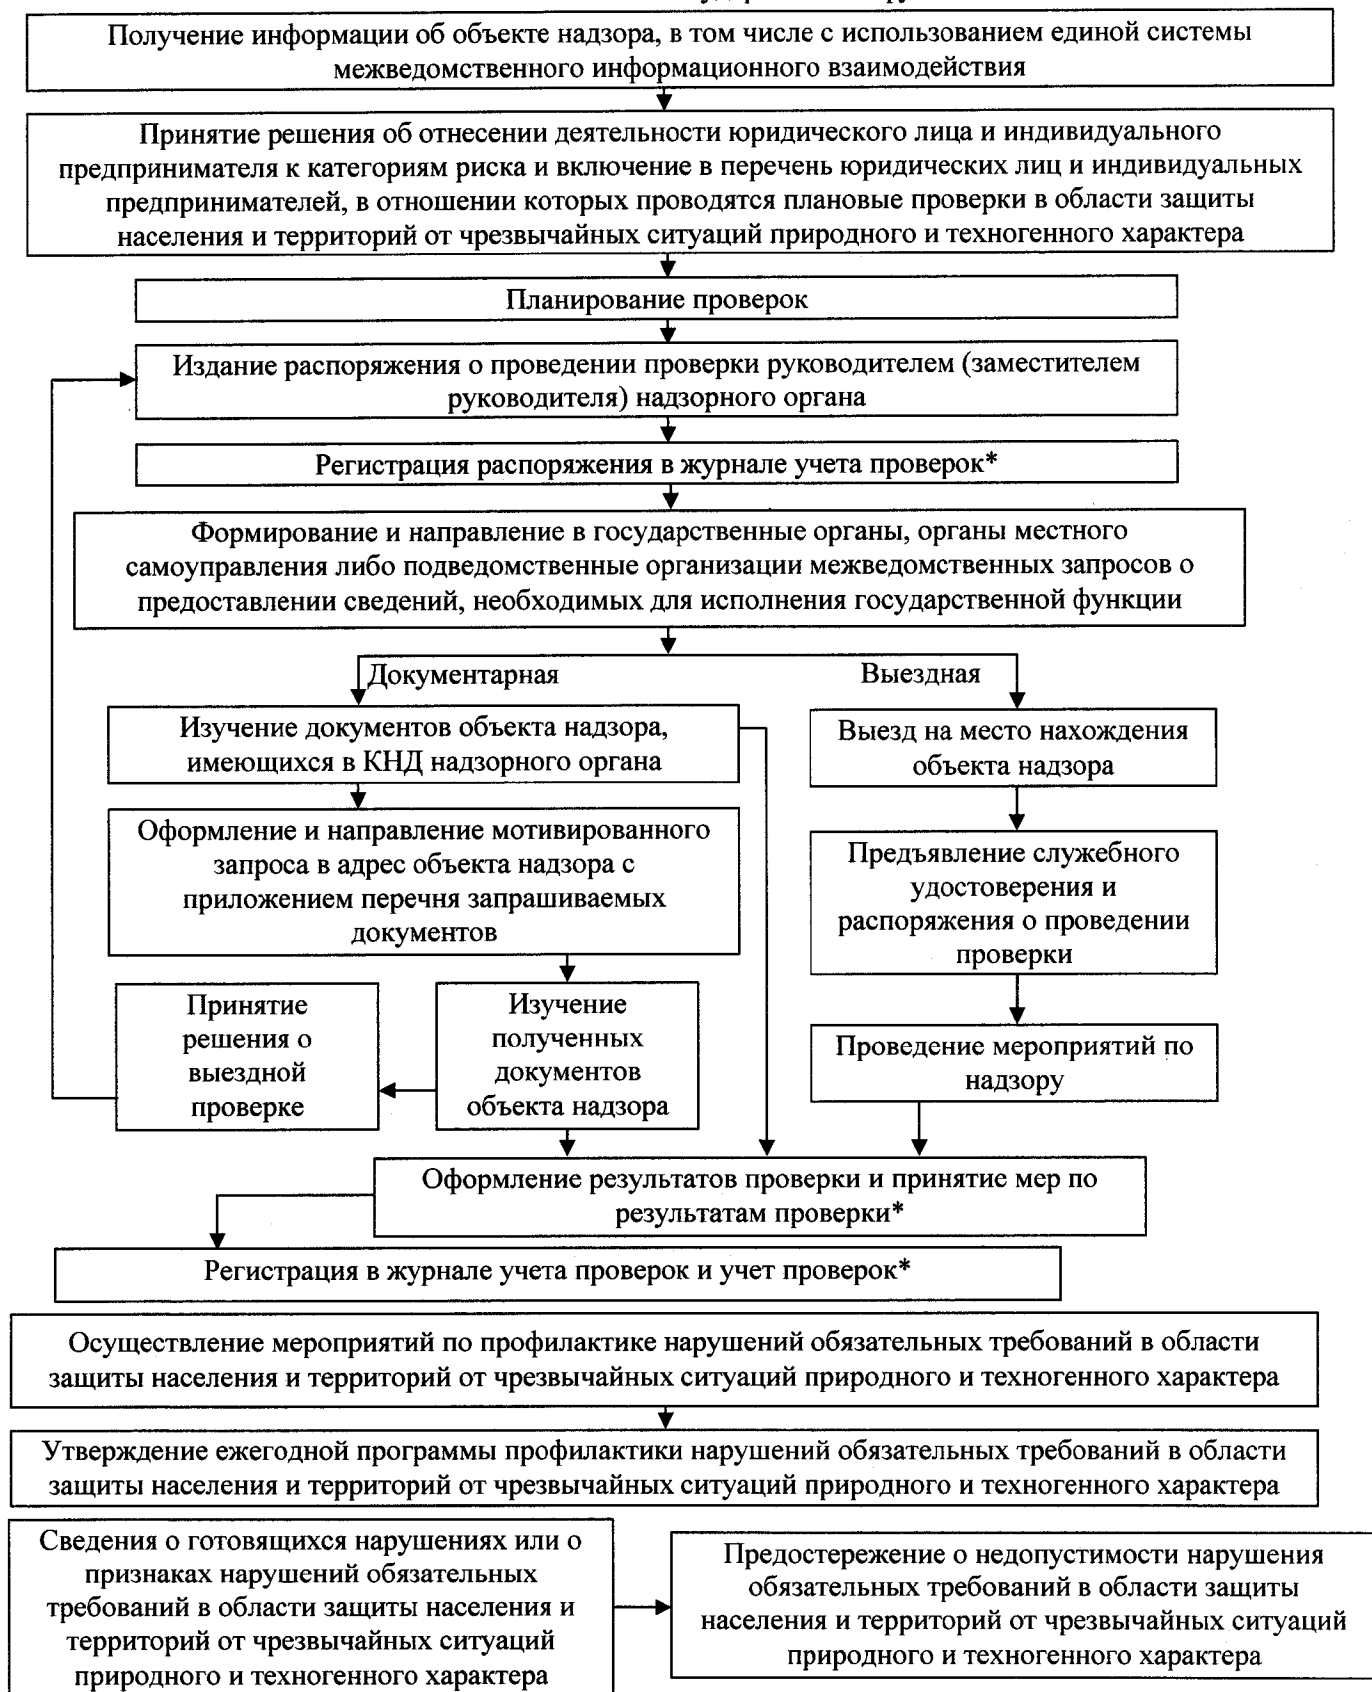 Получение информации об объекте надзора, в том числе с использованием единой системы
межведомственного информационного взаимодействия
Принятие решения об отнесении деятельности юридического лица и индивидуального
предпринимателя к категориям риска и включение в перечень юридических лиц и индивидуальных
предпринимателей, в отношении которых проводятся плановые проверки в области защиты
населения и территорий от чрезвычайных ситуаций природного и техногенного характера
Планирование проверок
Издание распоряжения о проведении проверки руководителем (заместителем
руководителя) надзорного органа
Регистрация распоряжения в журнале учета проверок*
Формирование и направление в государственные органы, органы местного
самоуправления либо подведомственные организации межведомственных запросов о
предоставлении сведений, необходимых для исполнения государственной функции
Документарная
Выездная
Изучение документов объекта надзора,
имеющихся в КНД надзорного органа
Выезд на место нахождения
объекта надзора
Оформление и направление мотивированного
запроса в адрес объекта надзора с
приложением перечня запрашиваемых
документов
Предъявление служебного
удостоверения и
распоряжения о проведении
проверки
Принятие
решения о
выездной
проверке
Изучение
полученных
документов
объекта надзора
Проведение мероприятий по
надзору
Оформление результатов проверки и принятие мер по
результатам проверки*
Регистрация в журнале учета проверок и учет проверок*
Осуществление мероприятий по профилактике нарушений обязательных требований в области
защиты населения и территорий от чрезвычайных ситуаций природного и техногенного характера
Утверждение ежегодной программы профилактики нарушений обязательных требований в области
защиты населения и территорий от чрезвычайных ситуаций природного и техногенного характера
Сведения о готовящихся нарушениях или о
признаках нарушений обязательных
требований в области защиты населения и
территорий от чрезвычайных ситуаций
природного и техногенного характера
Предостережение о недопустимости нарушения
обязательных требований в области защиты
населения и территорий от чрезвычайных ситуаций
природного и техногенного характера